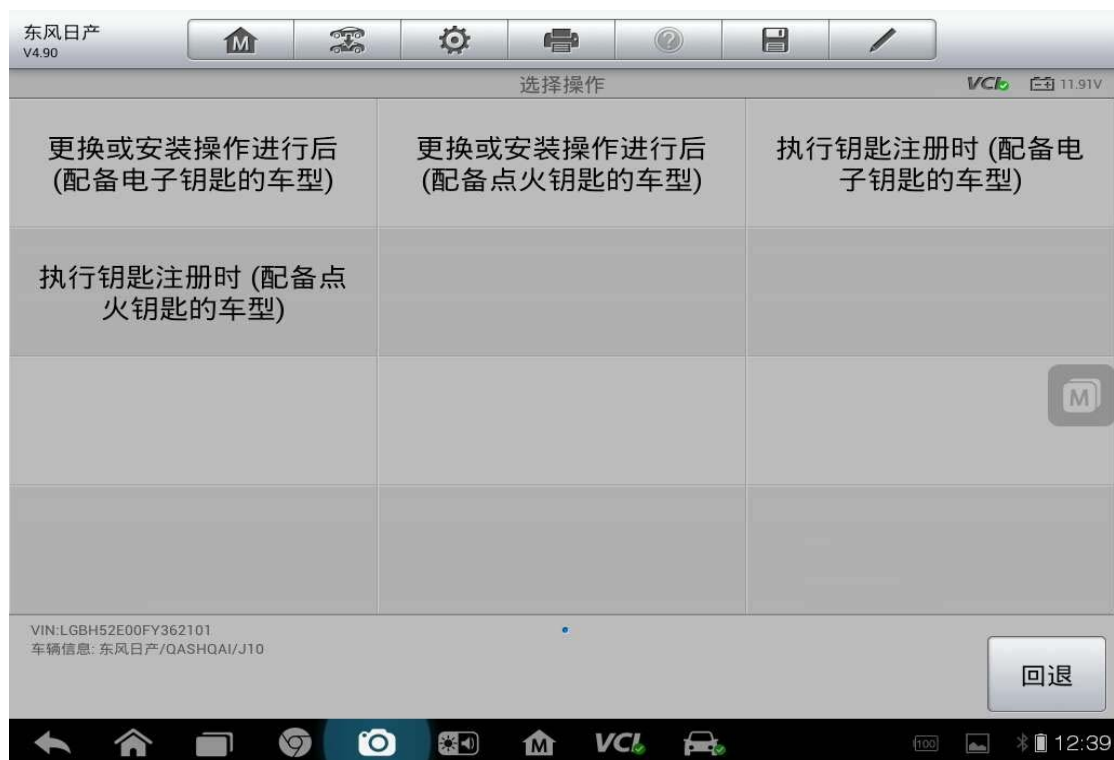 东风日产
V4.90
选择操作
VCI
11.91V
更换或安装操作进行后
(配备电子钥匙的车型)
更换或安装操作进行后
(配备点火钥匙的车型)
执行钥匙注册时 (配备电
子钥匙的车型)
执行钥匙注册时 (配备点
火钥匙的车型)
M
VIN:LGBH52E00FY362101
车辆信息: 东风日产/QASHQAI/J10
回退
M
VCI
100
12:39